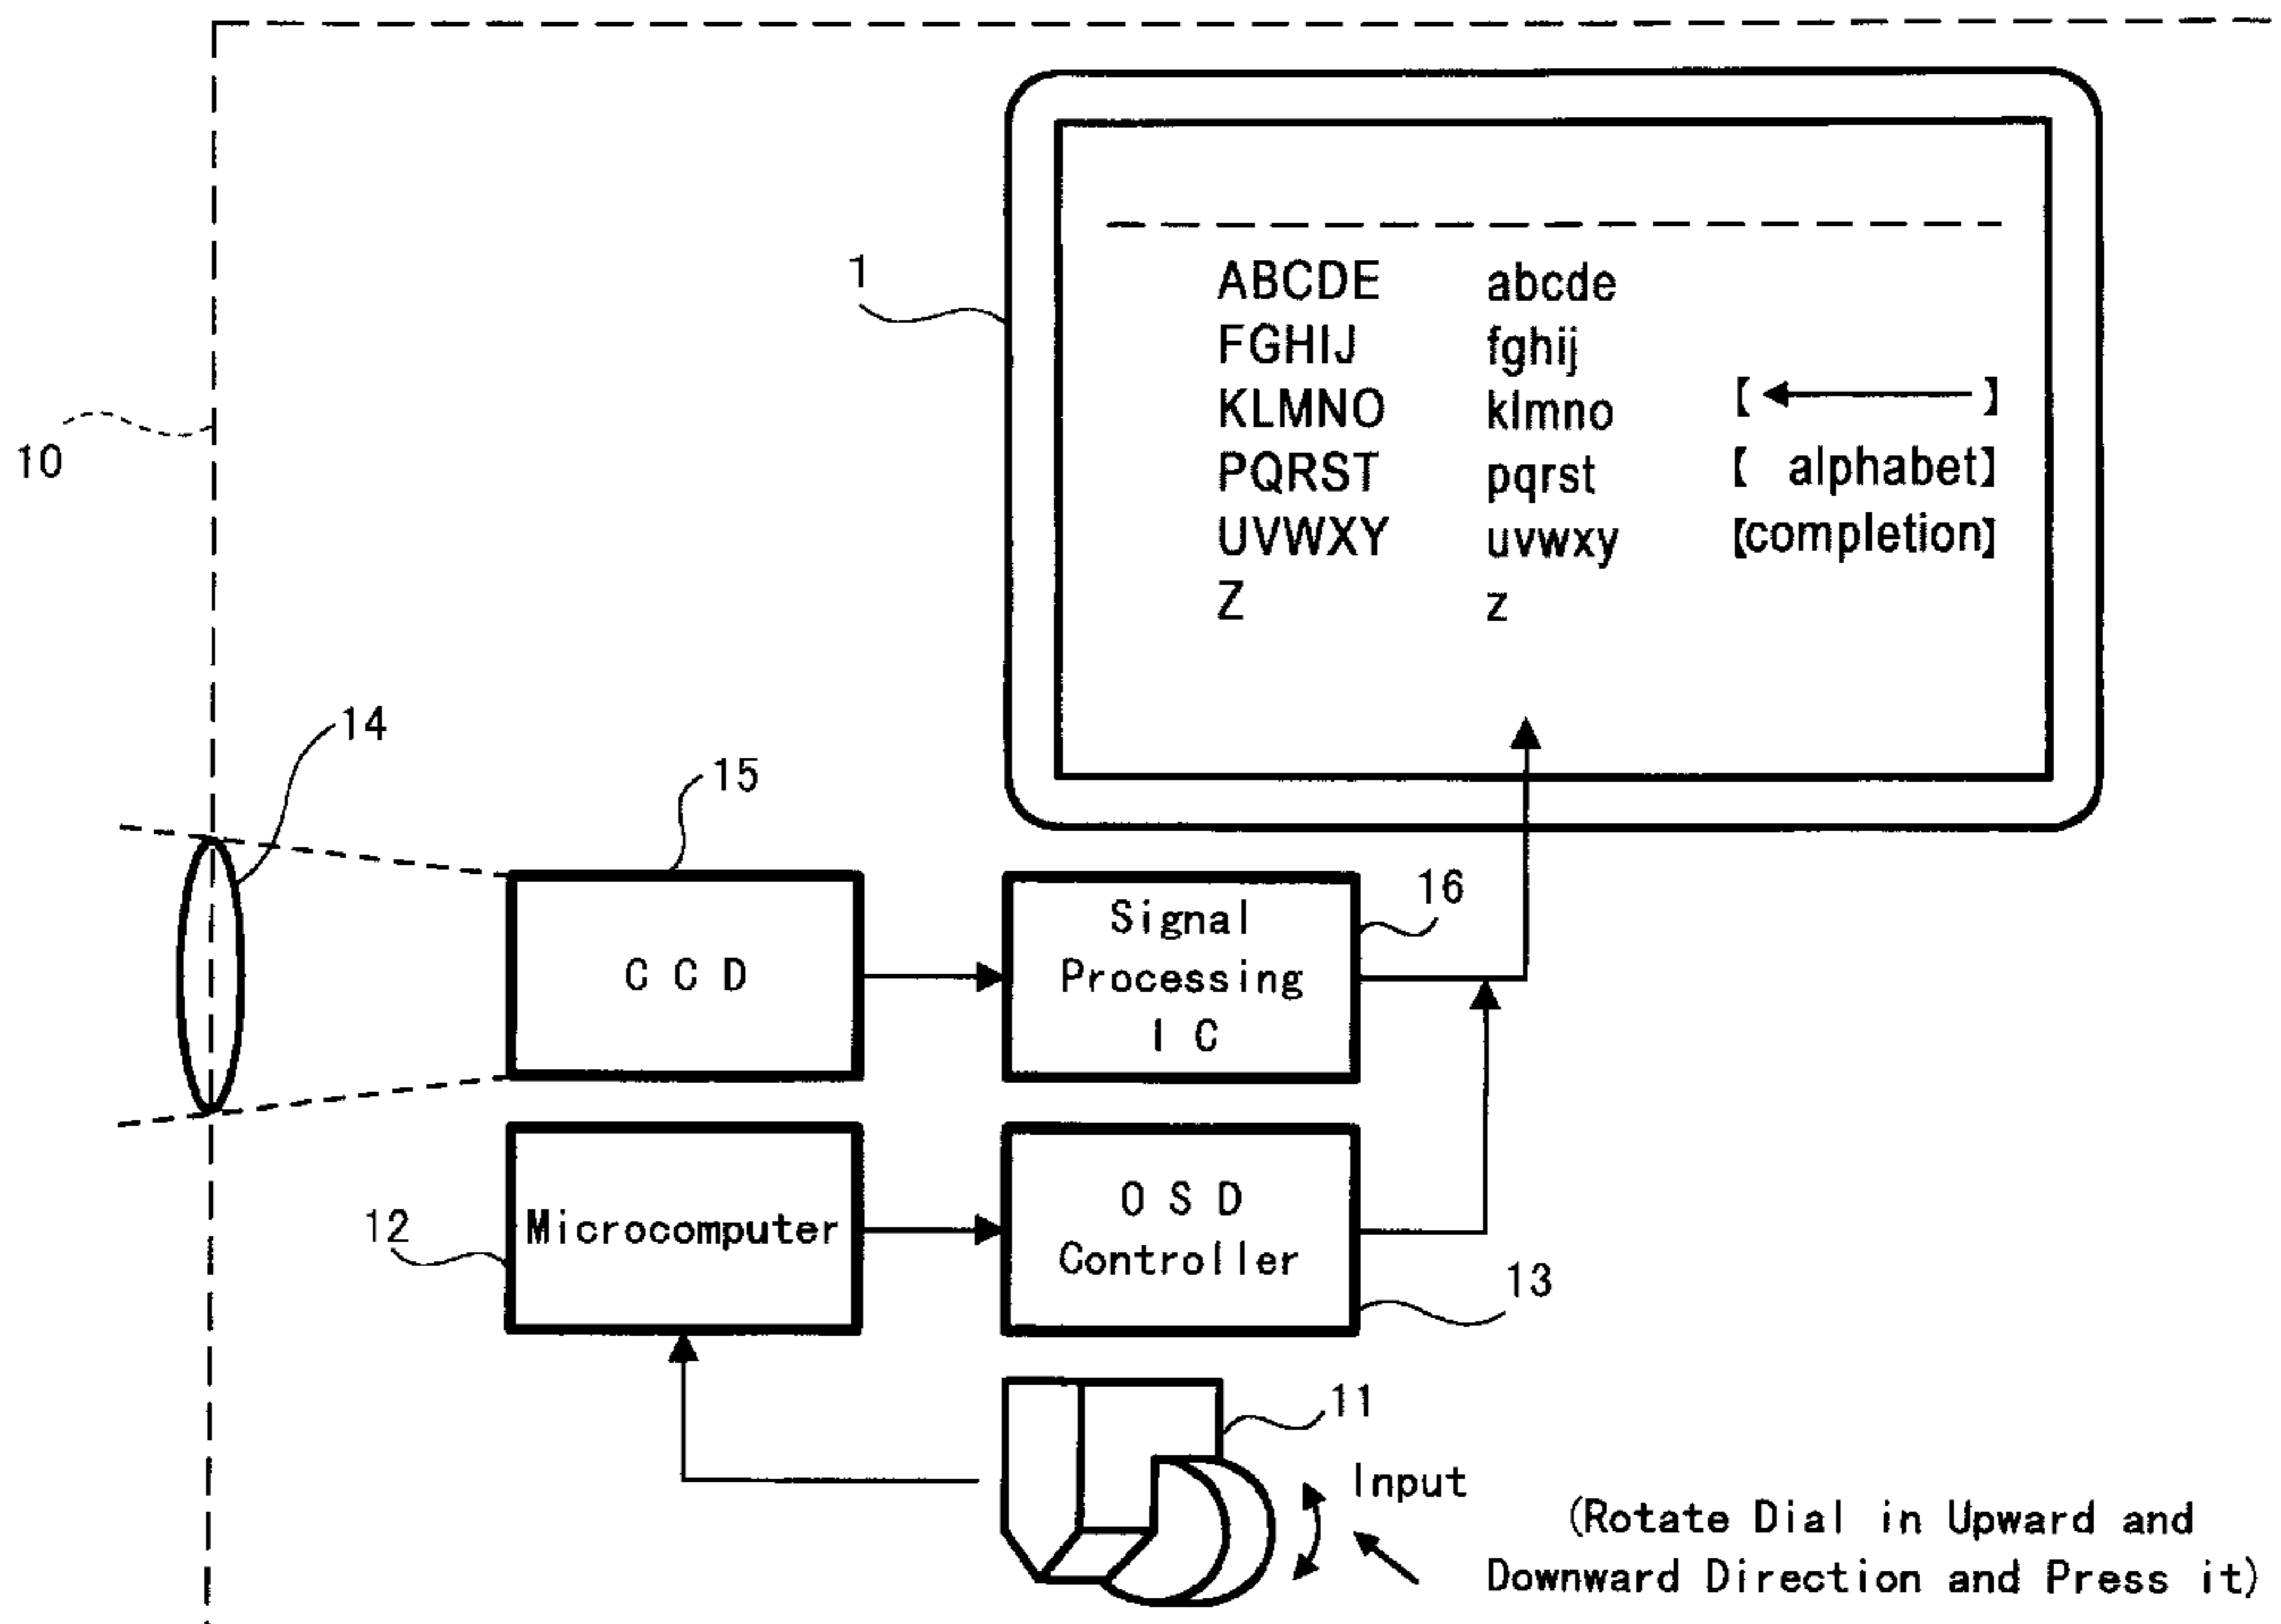 1
ABCDE abcde
FGHIJ fghij
KLMNO klmno 【←】
PQRST pqrst 【 alphabet】
UVWXY uvwxy 【completion】
Z z
10
14
15
16
C C D
Signal
Processing
I C
12
Microcomputer
O S D
Controller
13
11
Input
(Rotate Dial in Upward and
Downward Direction and Press it)